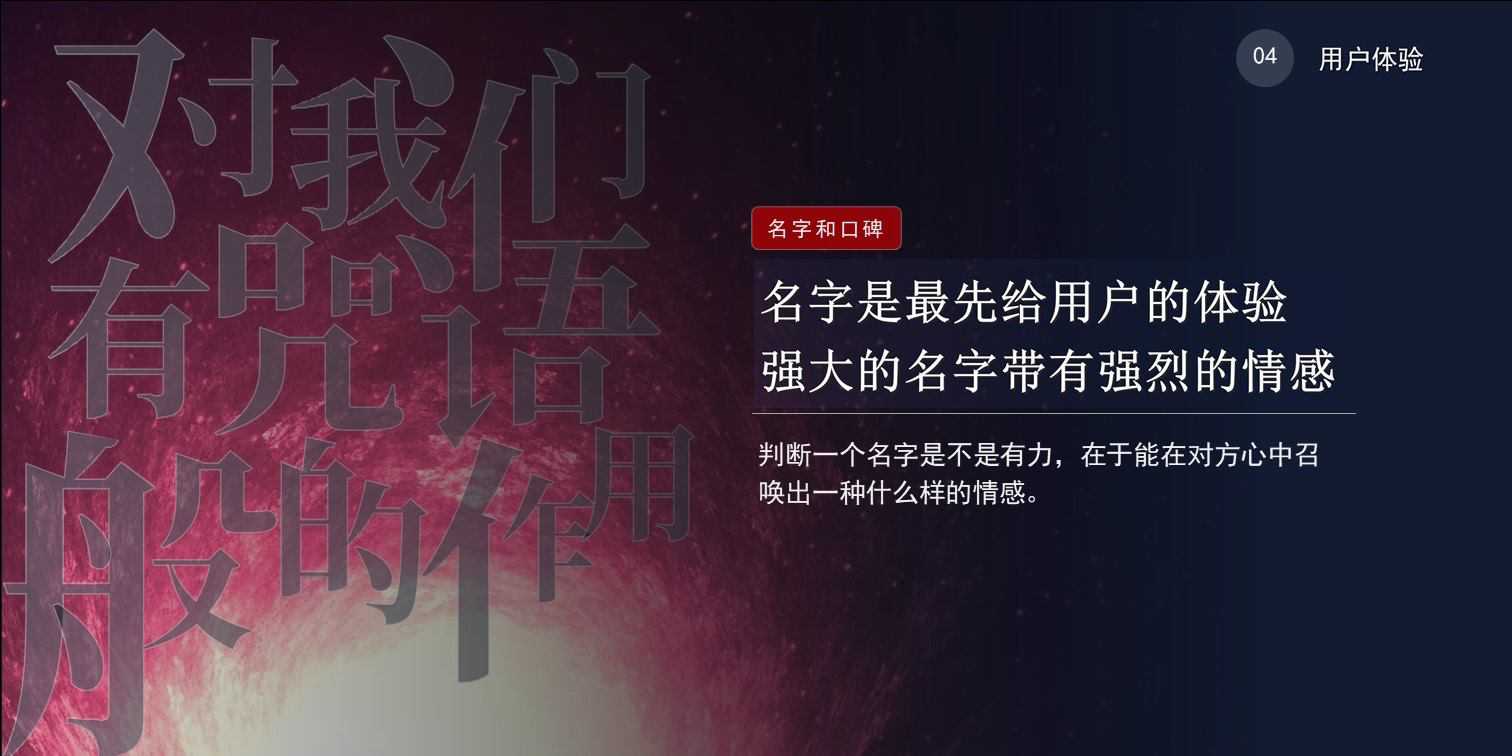 04 用户体验
对我们
有咒语
般的作用
名字和口碑
名字是最先给用户的体验
强大的名字带有强烈的情感
判断一个名字是不是有力，在于能在对方心中召
唤出一种什么样的情感。